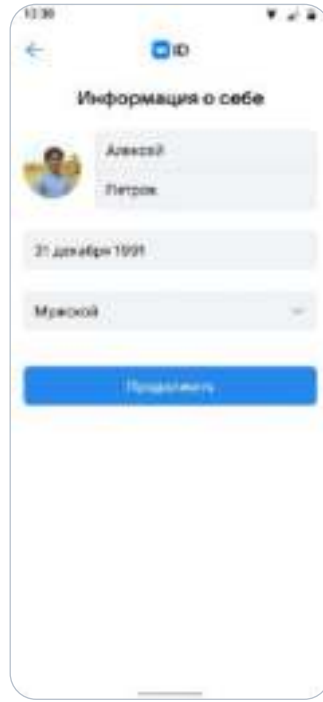 12:30
ID
Информация о себе
Алексей
Петров
31 декабря 1991
Мужской
Продолжить